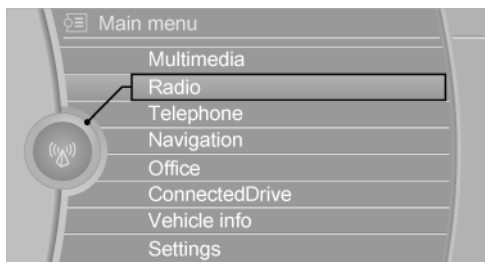 Main menu
Multimedia
Radio
Telephone
Navigation
Office
ConnectedDrive
Vehicle info
Settings